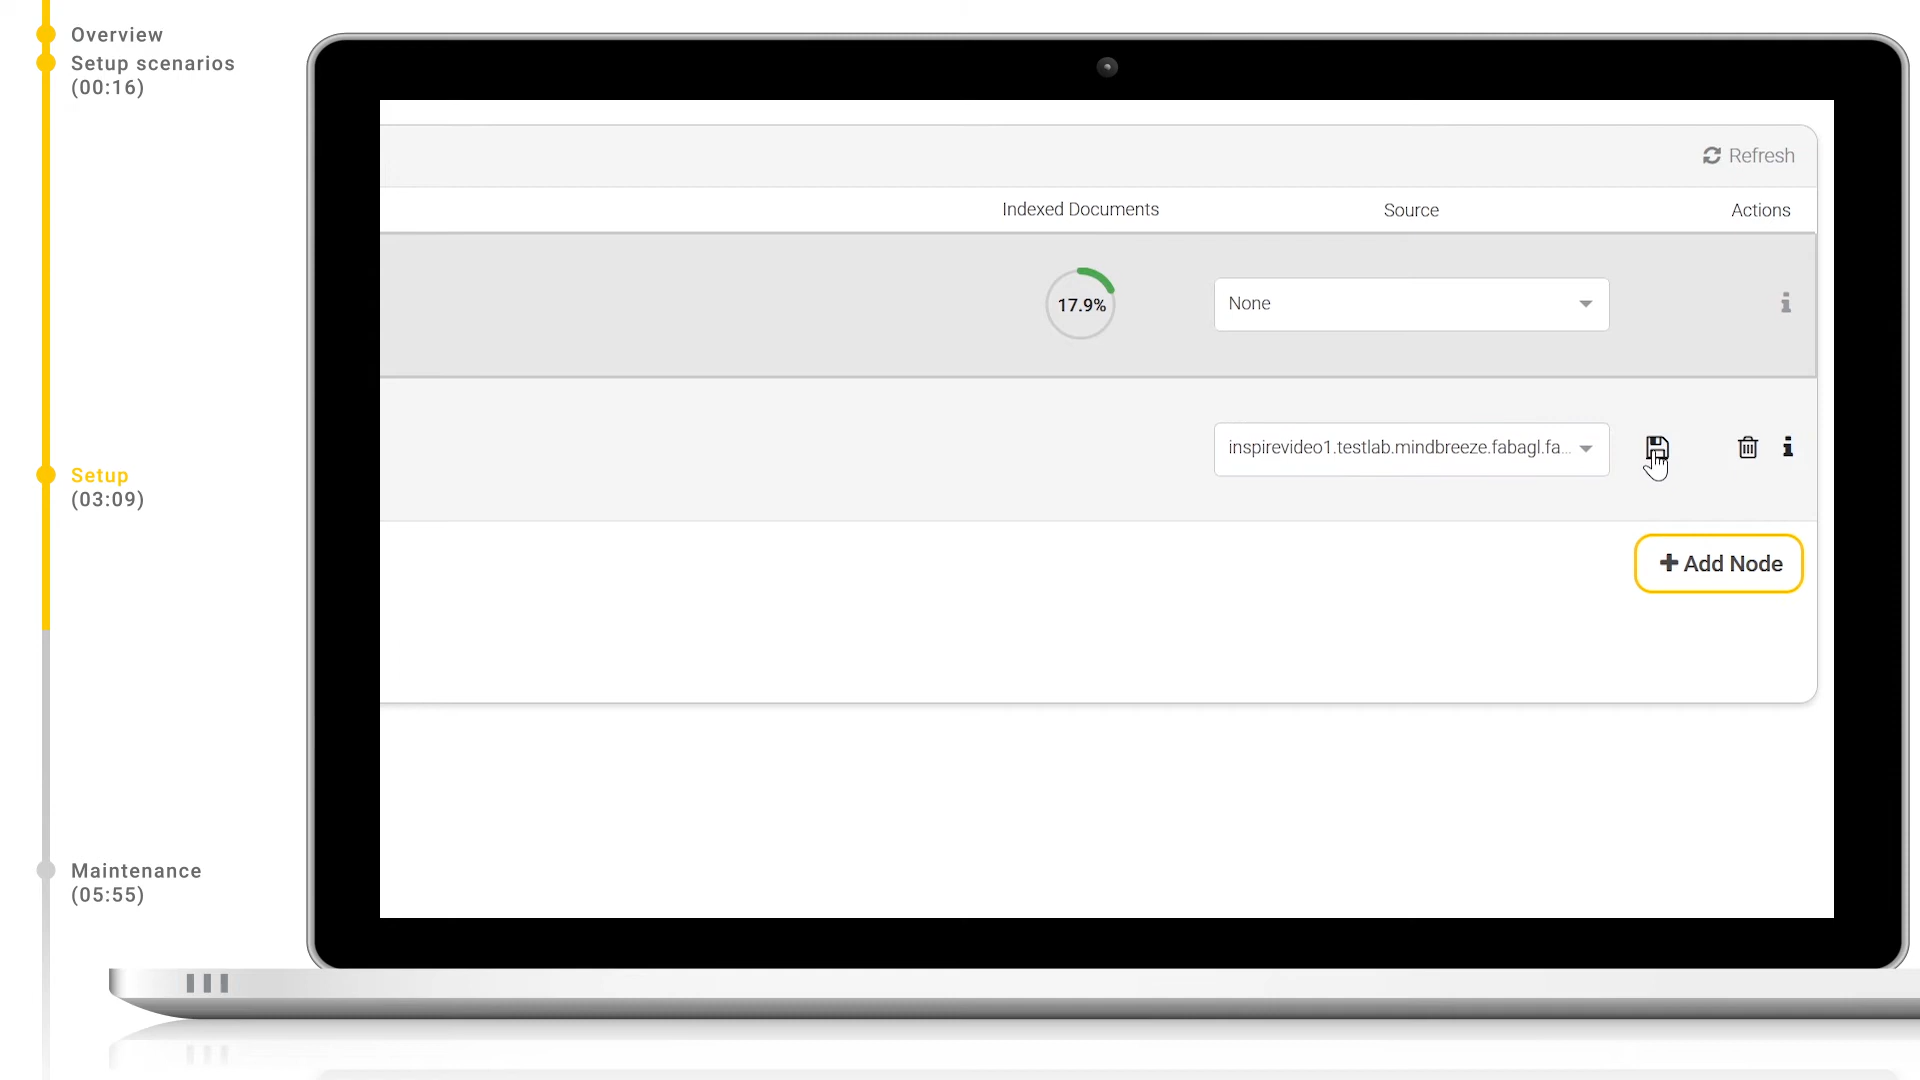 Overview
Setup scenarios
(00:16)
Setup
(03:09)
Maintenance
(05:55)
Refresh
Indexed Documents Source Actions
17.9% None
inspirevideo1.testlab.mindbreeze.fabagl.fa...
Add Node